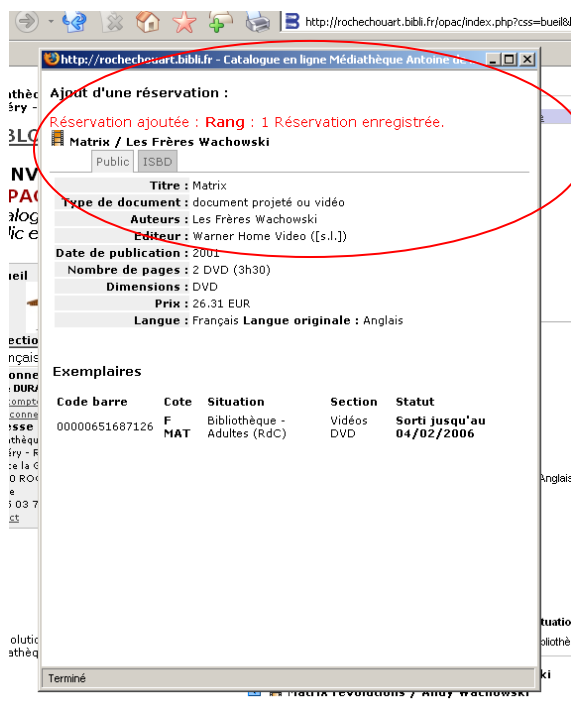 http://rochechouart.bibli.fr/opac/index.php?css=bueil&
http://rochechouart.bibli.fr - Catalogue en ligne Médiathèque Antoine de
Ajout d'une réservation :
Réservation ajoutée : Rang : 1 Réservation enregistrée.
Matrix / Les Frères Wachowski
Public ISBD
Titre : Matrix
Type de document : document projeté ou vidéo
Auteurs : Les Frères Wachowski
Editeur : Warner Home Video ([s.l.])
Date de publication : 2001
Nombre de pages : 2 DVD (3h30)
Dimensions : DVD
Prix : 26.31 EUR
Langue : Français Langue originale : Anglais
Exemplaires
Code barre Cote Situation Section Statut
00000651687126 F MAT Bibliothèque - Adultes (RdC) Vidéos DVD Sorti jusqu'au 04/02/2006
Anglais
Terminé
Matrix revolutions / Andy Wachowski